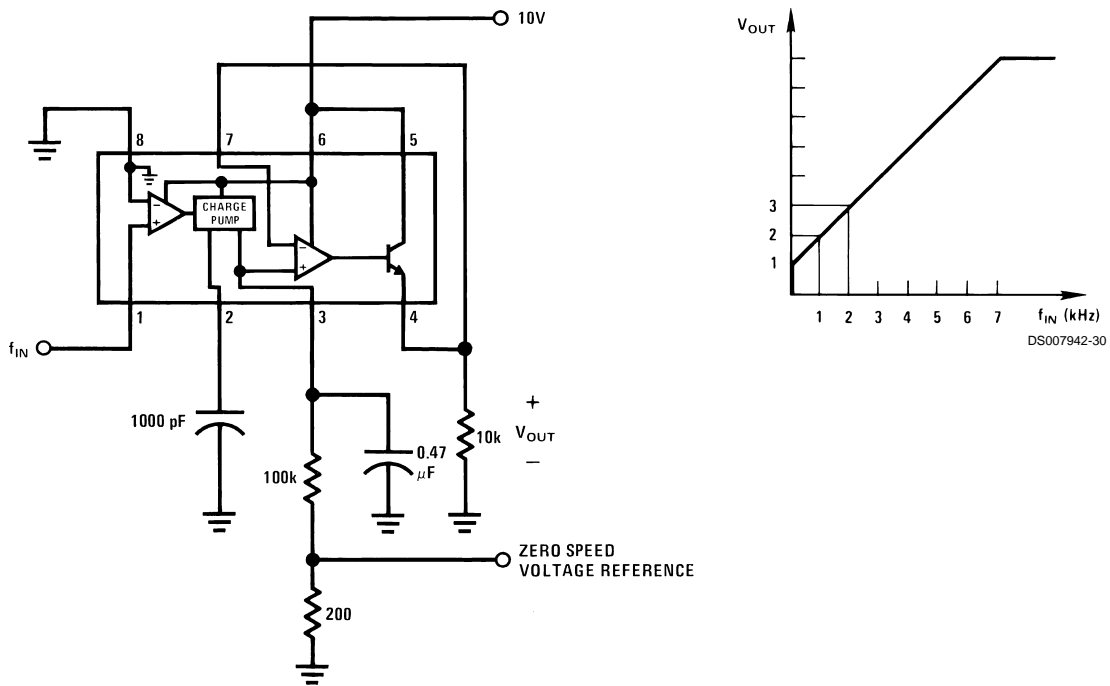 10V
8
7
6
5
−
+
CHARGE
PUMP
−
+
1
2
3
4
fIN
1000 pF
100k
0.47
μF
10k
+
VOUT
−
ZERO SPEED
VOLTAGE REFERENCE
200
VOUT
3
2
1
1 2 3 4 5 6 7
fIN (kHz)
DS007942-30